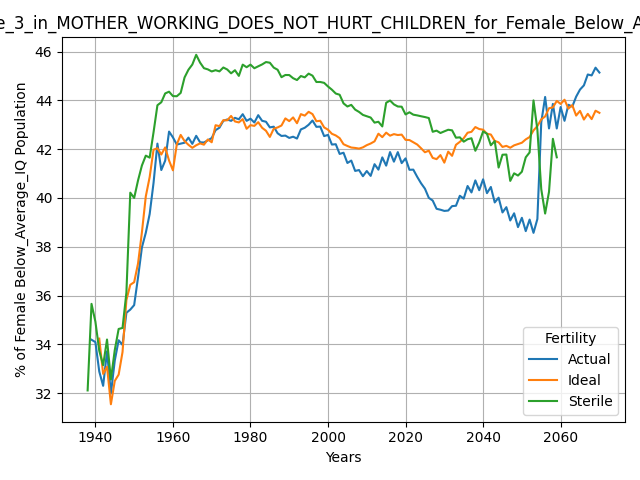 e_3_in_MOTHER_WORKING_DOES_NOT_HURT_CHILDREN_for_Female_Below_A
46
44
42
40
38
36
34
32
% of Female Below_Average_IQ Population
1940
1960
1980
2000
2020
2040
2060
Years
Fertility
Actual
Ideal
Sterile